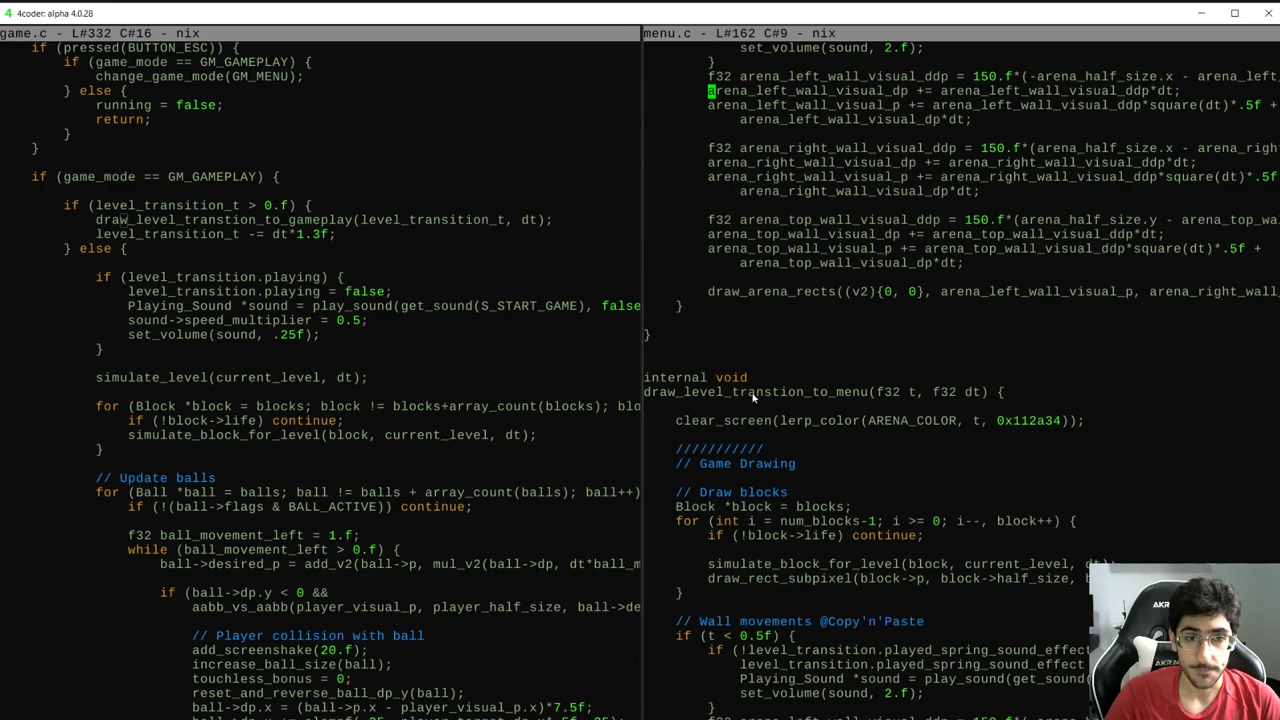 4 4coder: alpha 4.0.28
game.c - L#332 C#16 - nix
if (pressed(BUTTON_ESC)) {
if (game_mode == GM_GAMEPLAY) {
change_game_mode(GM_MENU);
} else {
running = false;
return;
}
}
if (game_mode == GM_GAMEPLAY) {
if (level_transition_t > 0.f) {
draw_level_transtion_to_gameplay(level_transition_t, dt);
level_transition_t -= dt*1.3f;
} else {
if (level_transition.playing) {
level_transition.playing = false;
Playing_Sound *sound = play_sound(get_sound(S_START_GAME), false
sound->speed_multiplier = 0.5;
set_volume(sound, .25f);
}
simulate_level(current_level, dt);
for (Block *block = blocks; block != blocks+array_count(blocks); blo
if (!block->life) continue;
simulate_block_for_level(block, current_level, dt);
}
// Update balls
for (Ball *ball = balls; ball != balls + array_count(balls); ball++)
if (!(ball->flags & BALL_ACTIVE)) continue;
f32 ball_movement_left = 1.f;
while (ball_movement_left > 0.f) {
ball->desired_p = add_v2(ball->p, mul_v2(ball->dp, dt*ball_m
if (ball->dp.y < 0 &&
aabb_vs_aabb(player_visual_p, player_half_size, ball->de
// Player collision with ball
add_screenshake(20.f);
increase_ball_size(ball);
touchless_bonus = 0;
reset_and_reverse_ball_dp_y(ball);
ball->dp.x = (ball->p.x - player_visual_p.x)*7.5f;
menu.c - L#162 C#9 - nix
set_volume(sound, 2.f);
}
f32 arena_left_wall_visual_ddp = 150.f*(-arena_half_size.x - arena_left_
arena_left_wall_visual_dp += arena_left_wall_visual_ddp*dt;
arena_left_wall_visual_p += arena_left_wall_visual_ddp*square(dt)*.5f +
arena_left_wall_visual_dp*dt;
f32 arena_right_wall_visual_ddp = 150.f*(arena_half_size.x - arena_right
arena_right_wall_visual_dp += arena_right_wall_visual_ddp*dt;
arena_right_wall_visual_p += arena_right_wall_visual_ddp*square(dt)*.5f
arena_right_wall_visual_dp*dt;
f32 arena_top_wall_visual_ddp = 150.f*(arena_half_size.y - arena_top_wa
arena_top_wall_visual_dp += arena_top_wall_visual_ddp*dt;
arena_top_wall_visual_p += arena_top_wall_visual_ddp*square(dt)*.5f +
arena_top_wall_visual_dp*dt;
draw_arena_rects((v2){0, 0}, arena_left_wall_visual_p, arena_right_wall_
}
}
internal void
draw_level_transtion_to_menu(f32 t, f32 dt) {
clear_screen(lerp_color(ARENA_COLOR, t, 0x112a34));
///////////
// Game Drawing
// Draw blocks
Block *block = blocks;
for (int i = num_blocks-1; i >= 0; i--, block++) {
if (!block->life) continue;
simulate_block_for_level(block, current_level, dt);
draw_rect_subpixel(block->p, block->half_size,
}
// Wall movements @Copy'n'Paste
if (t < 0.5f) {
if (!level_transition.played_spring_sound_effect
level_transition.played_spring_sound_effect
Playing_Sound *sound = play_sound(get_sound
set_volume(sound, 2.f);
}